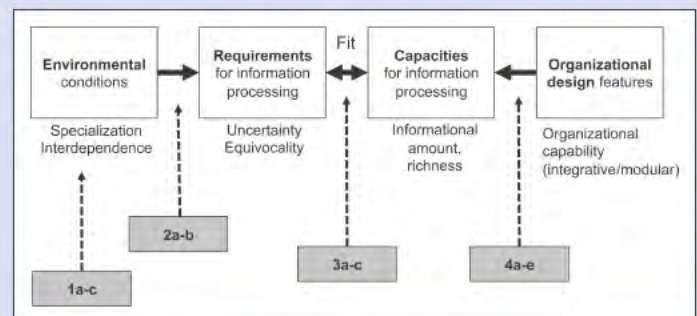 Fit
Environmental
conditions
Requirements
for information
processing
Capacities
for information
processing
Organizational
design features
Specialization
Interdependence
Uncertainty
Equivocality
Informational
amount,
richness
Organizational
capability
(integrative/modular)
2a-b
1a-c
3a-c
4a-e